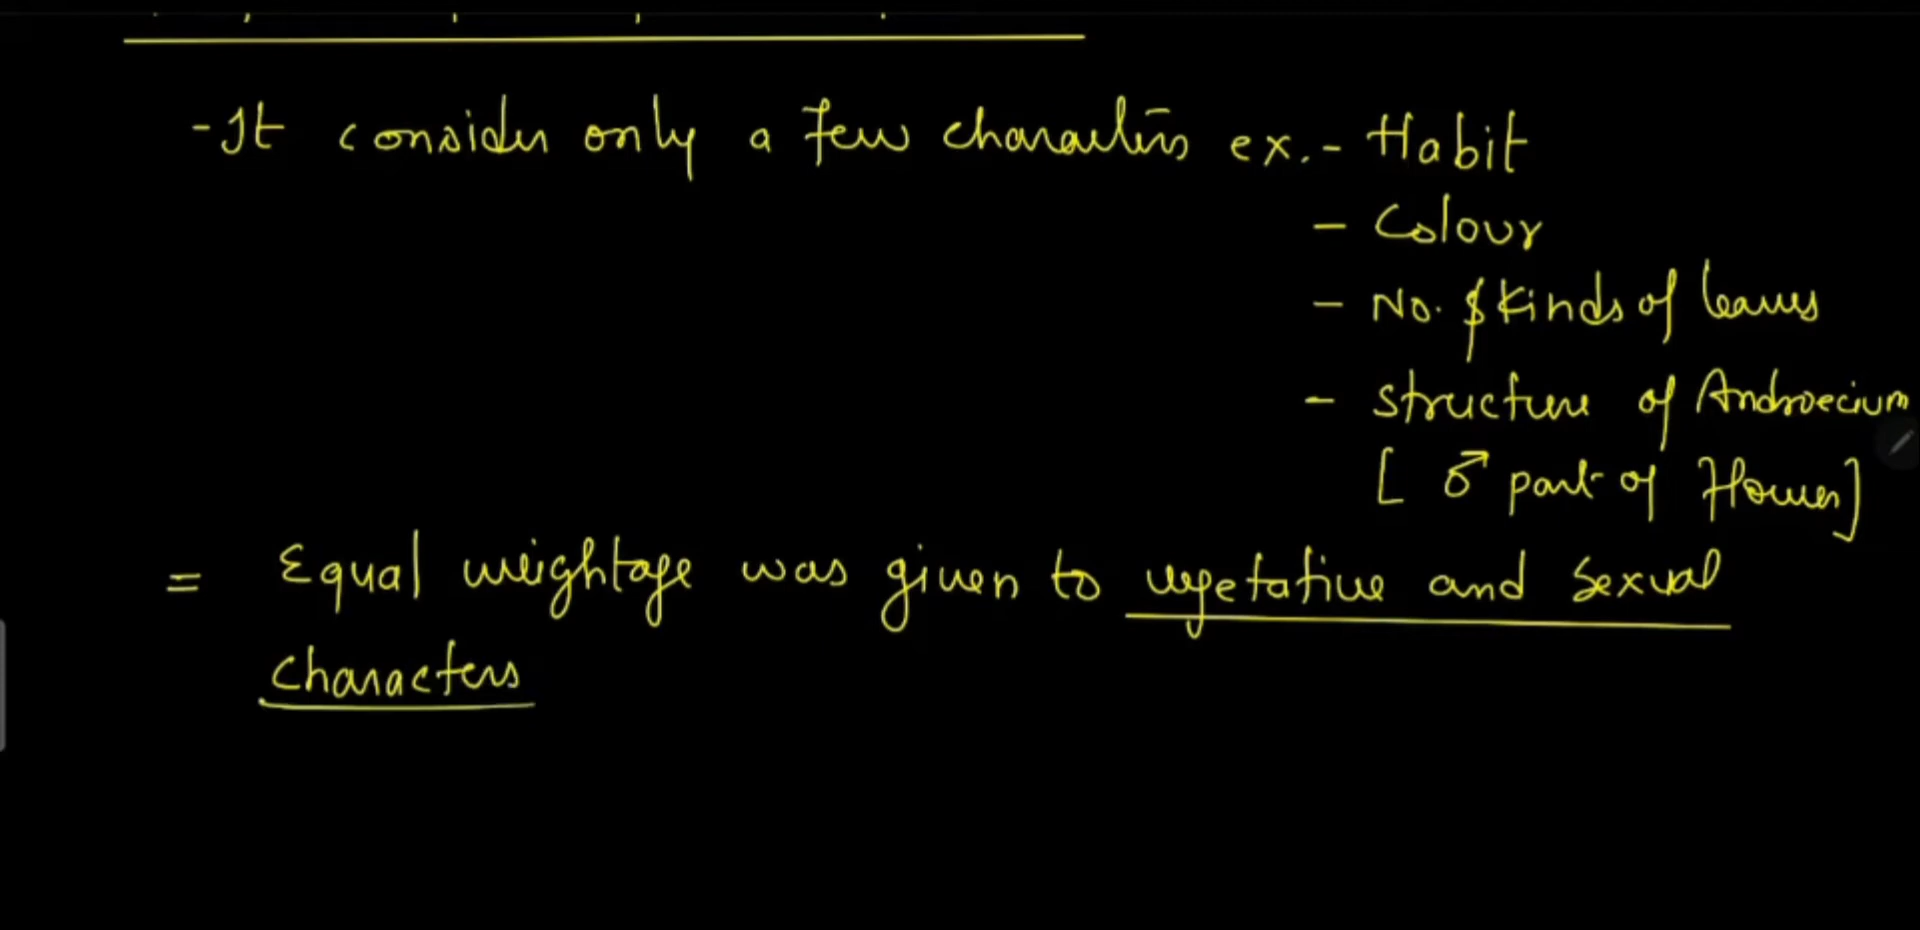 - It consider only a few characters ex. - Habit
- Colour
- No. & Kinds of leaves
- structure of Androecium
[ ♂ part of flower]
= Equal weightage was given to vegetative and sexual
characters